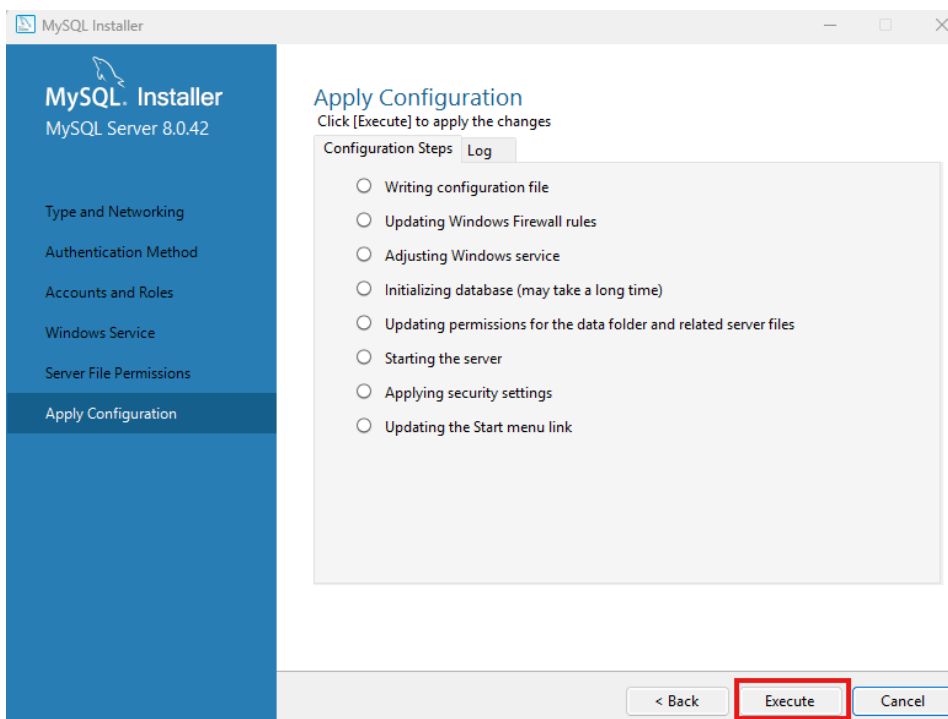 MySQL Installer
MySQL. Installer
MySQL Server 8.0.42
Type and Networking
Authentication Method
Accounts and Roles
Windows Service
Server File Permissions
Apply Configuration
Apply Configuration
Click [Execute] to apply the changes
Configuration Steps Log
Writing configuration file
Updating Windows Firewall rules
Adjusting Windows service
Initializing database (may take a long time)
Updating permissions for the data folder and related server files
Starting the server
Applying security settings
Updating the Start menu link
< Back Execute Cancel